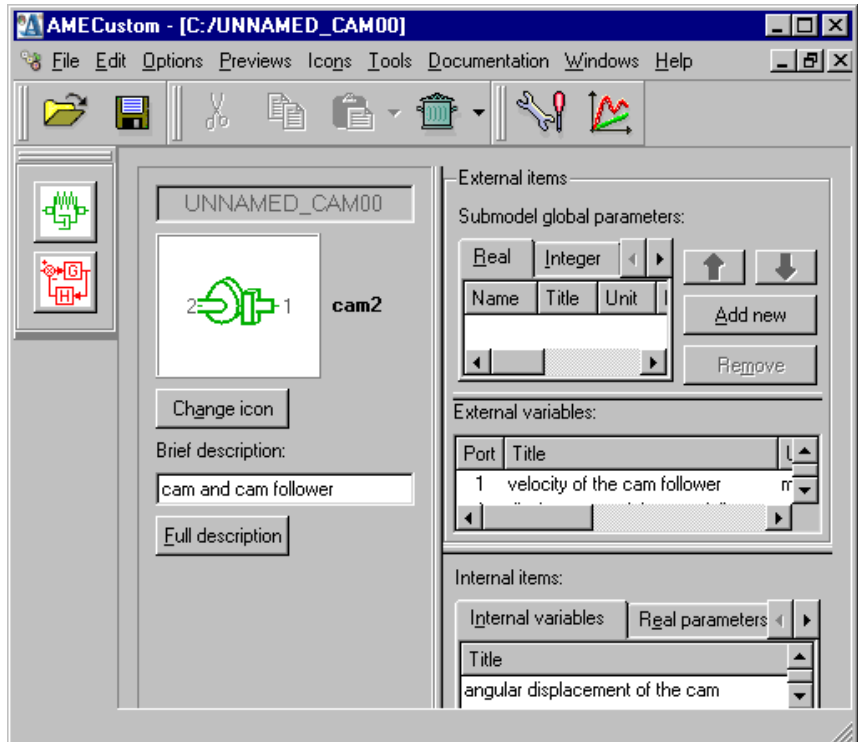 AMECustom - [C:/UNNAMED_CAM00]
File Edit Options Previews Icons Tools Documentation Windows Help
UNNAMED_CAM00
2 1 cam2
Change icon
Brief description:
cam and cam follower
Full description
G
H
External items
Submodel global parameters:
Real Integer
Name Title Unit
Add new
Remove
External variables:
Port Title
1 velocity of the cam follower
Internal items:
Internal variables Real parameters
Title
angular displacement of the cam